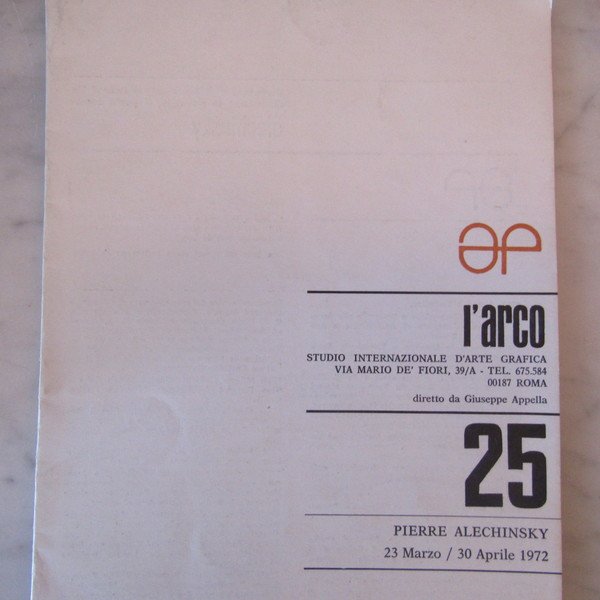 l'arco
STUDIO INTERNAZIONALE D'ARTE GRAFICA
VIA MARIO DE' FIORI, 39/A - TEL. 675.584
00187 ROMA
diretto da Giuseppe Appella
25
PIERRE ALECHINSKY
23 Marzo / 30 Aprile 1972